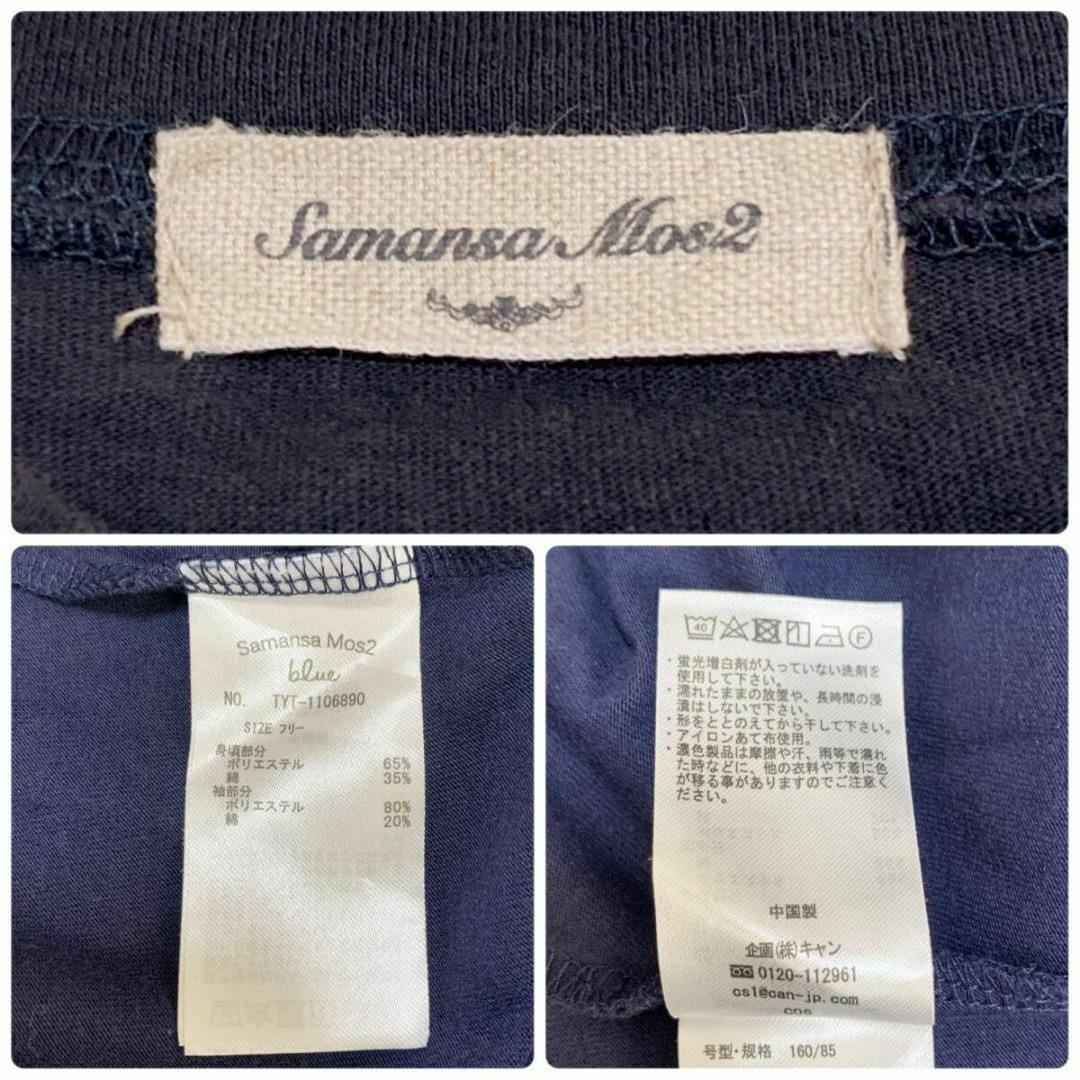 Samansa Mos2
Samansa Mos2
blue
NO. TYT-1106890
SIZE フリー
身頃部分
ポリエステル 65%
綿 35%
袖部分
ポリエステル 80%
綿 20%
40
F
・蛍光増白剤が入っていない洗剤を
使用して下さい。
・濡れたままの放置や、長時間の浸
漬はしないで下さい。
・形をととのえてから干して下さい。
・アイロンあて布使用。
・濃色製品は摩擦や汗、雨等で濡れ
た時などに、他の衣料や下着に色
が移る事がありますのでご注意く
ださい。
中国製
企画(株)キャン
0120-112961
cs1@can-jp.com
cos
号型・规格 160/85